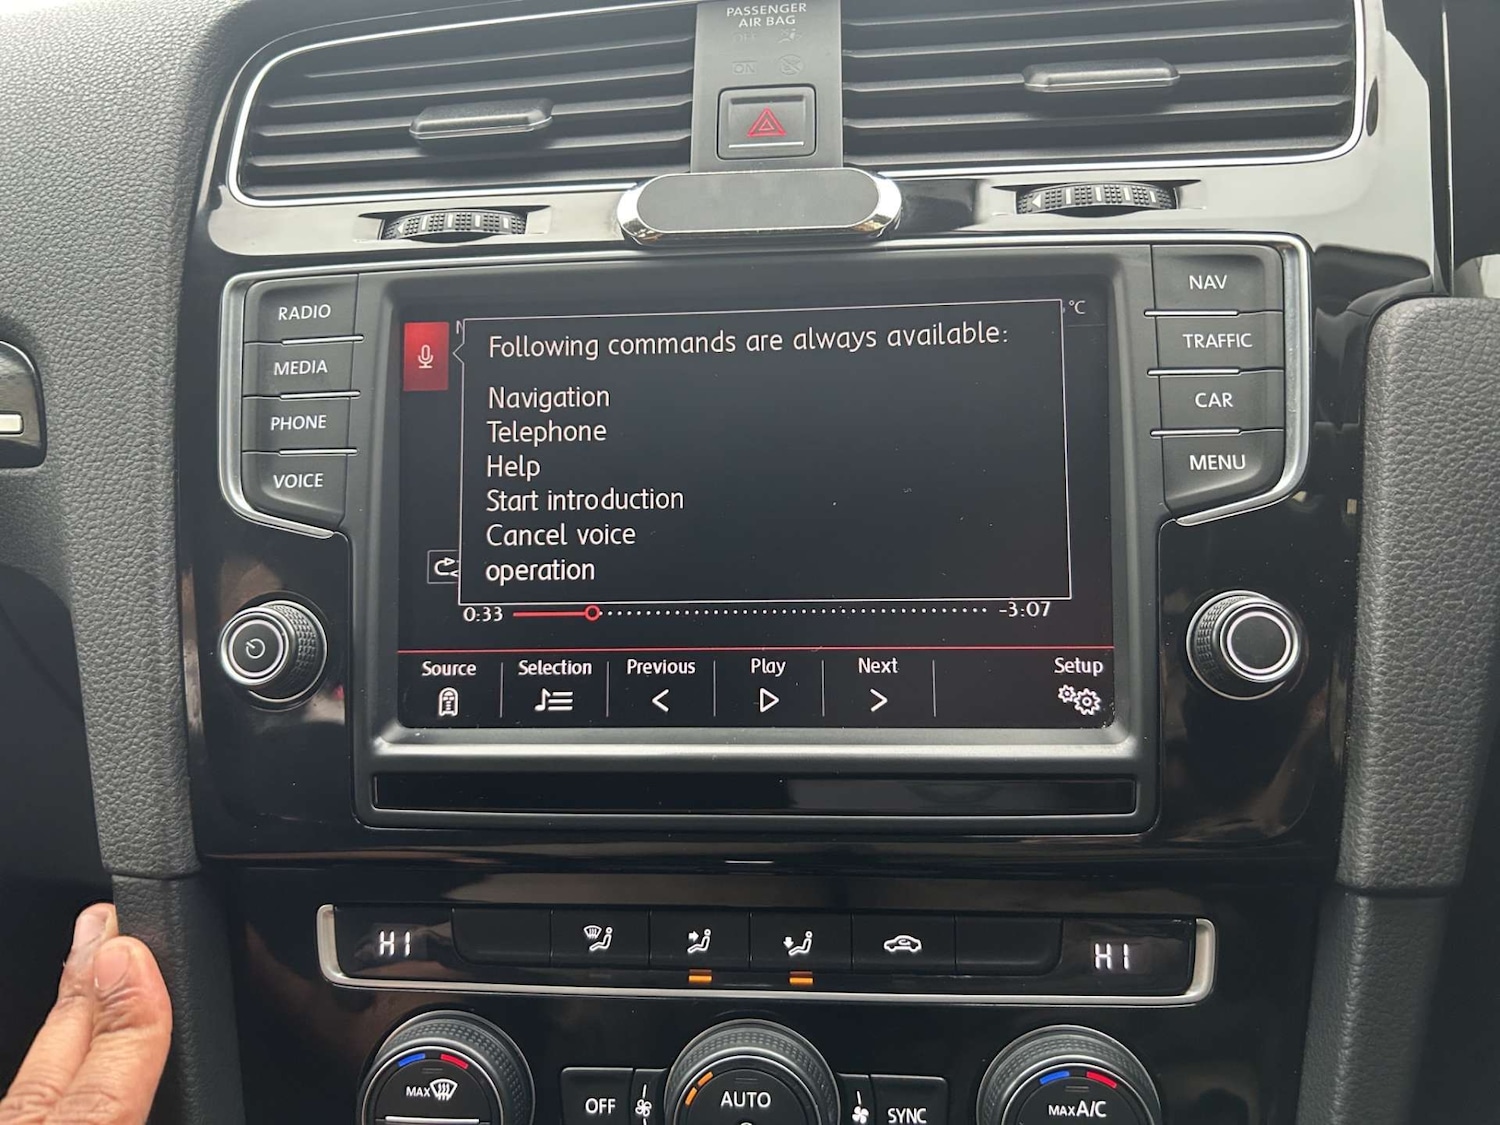 PASSENGER
AIR BAG
OFF
ON
RADIO
MEDIA
PHONE
VOICE
NAV
TRAFFIC
CAR
MENU
°C
Following commands are always available:
Navigation
Telephone
Help
Start introduction
Cancel voice
operation
0:33
-3:07
Source
Selection
Previous
Play
Next
Setup
HI
HI
MAX
OFF
AUTO
SYNC
MAX A/C